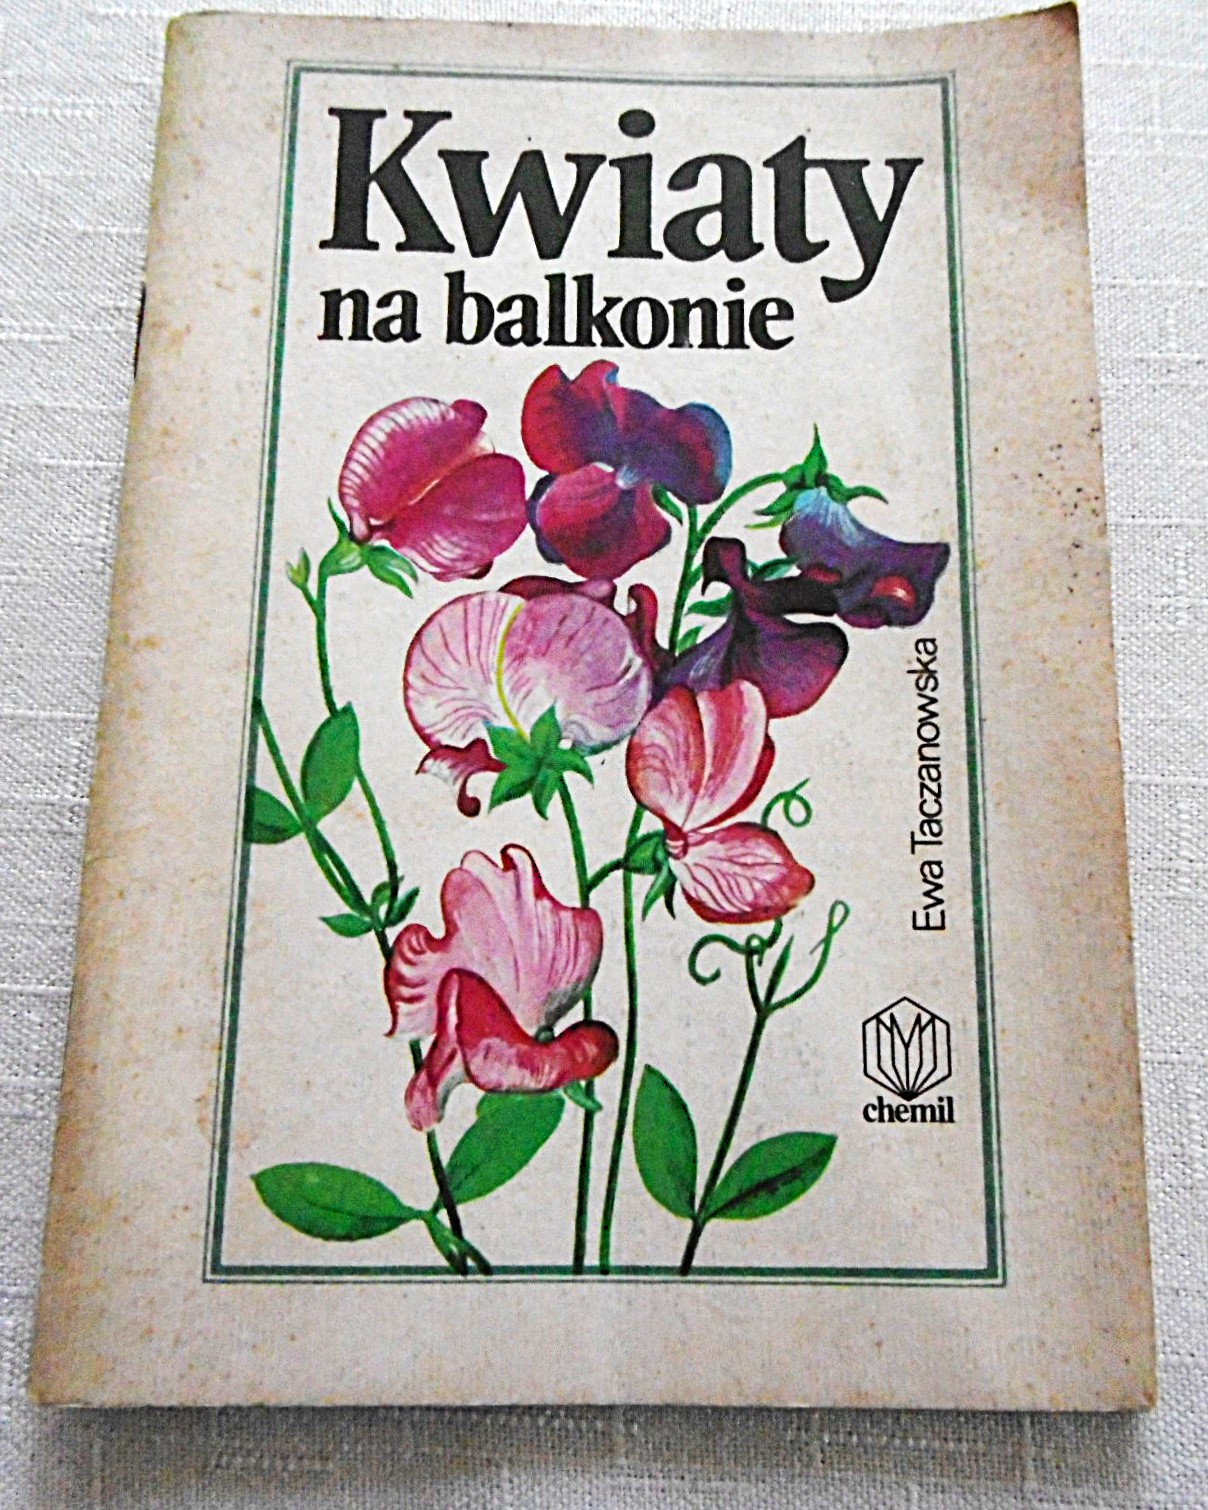 Kwiaty
na balkonie
Ewa Taczanowska
chemil